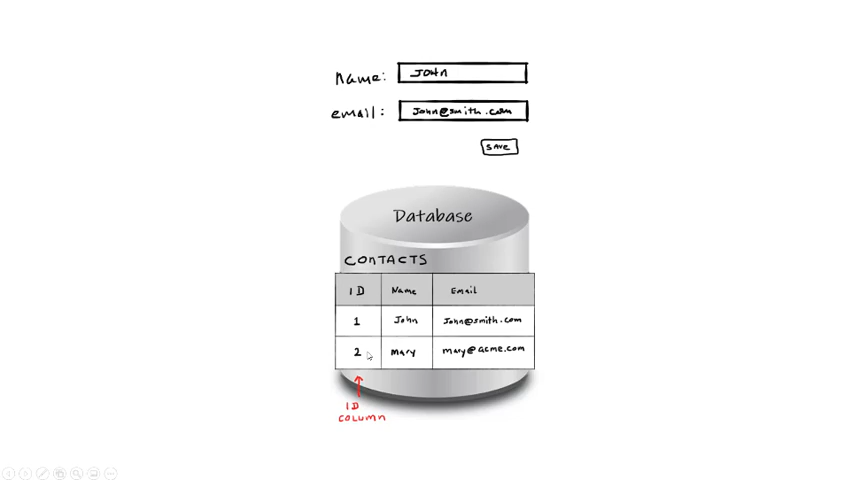 Name: JOHN
email: John@smith.com
SAVE
Database
CONTACTS
ID Name Email
1 John John@smith.com
2 Mary mary@acme.com
ID
COLUMN